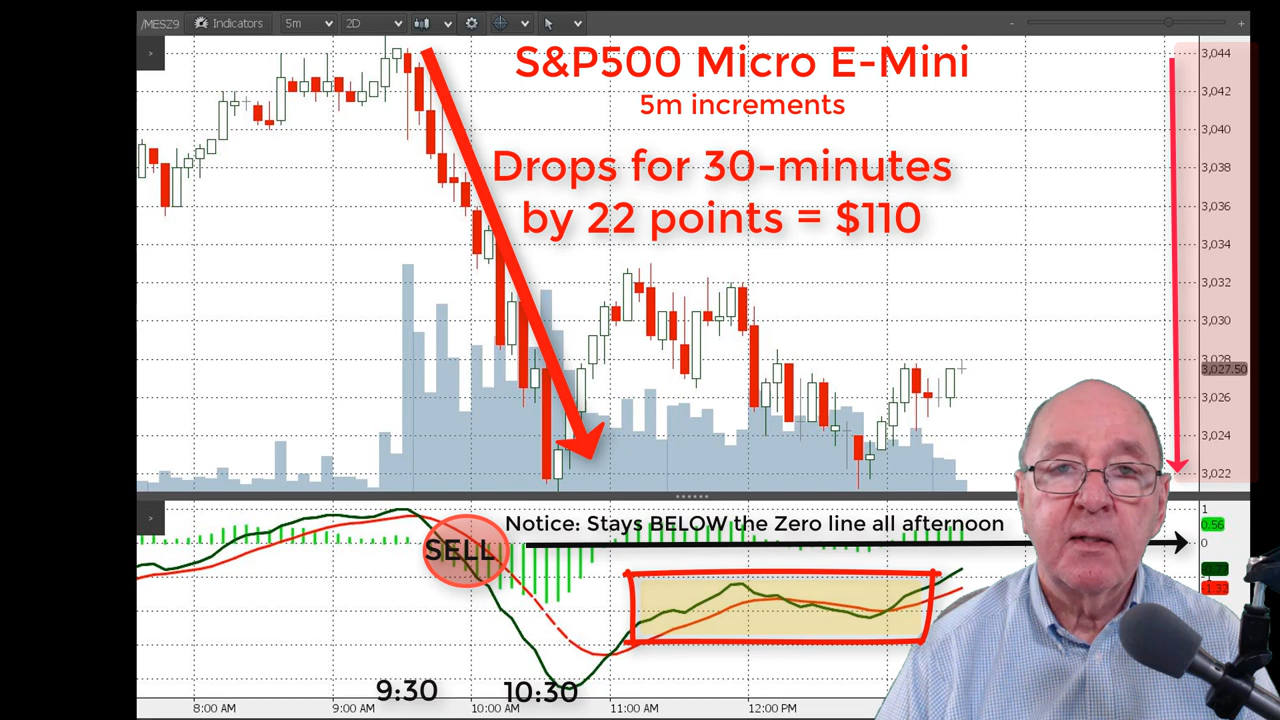 /MESZ9 Indicators 5m 2D - +
S&P500 Micro E-Mini
5m increments
Drops for 30-minutes
by 22 points = $110
3,044
3,042
3,040
3,038
3,036
3,034
3,032
3,030
3,028
3,027.50
3,026
3,024
3,022
Notice: Stays BELOW the Zero line all afternoon
SELL
1
0.56
0
9:30
10:30
8:00 AM 9:00 AM 10:00 AM 11:00 AM 12:00 PM